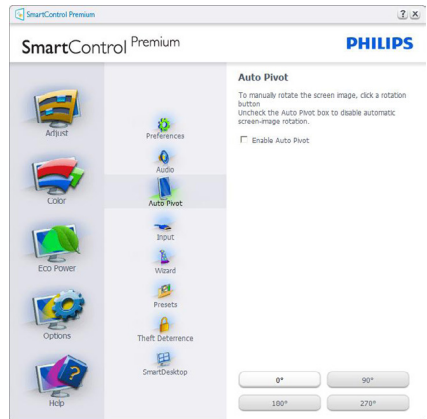 SmartControl Premium
SmartControl Premium
PHILIPS
Adjust
Color
Eco Power
Options
Help
Preferences
Audio
Auto Pivot
Input
Wizard
Presets
Theft Deterrence
SmartDesktop
Auto Pivot
To manually rotate the screen image, click a rotation
button
Uncheck the Auto Pivot box to disable automatic
screen-image rotation.
Enable Auto Pivot
0°
90°
180°
270°